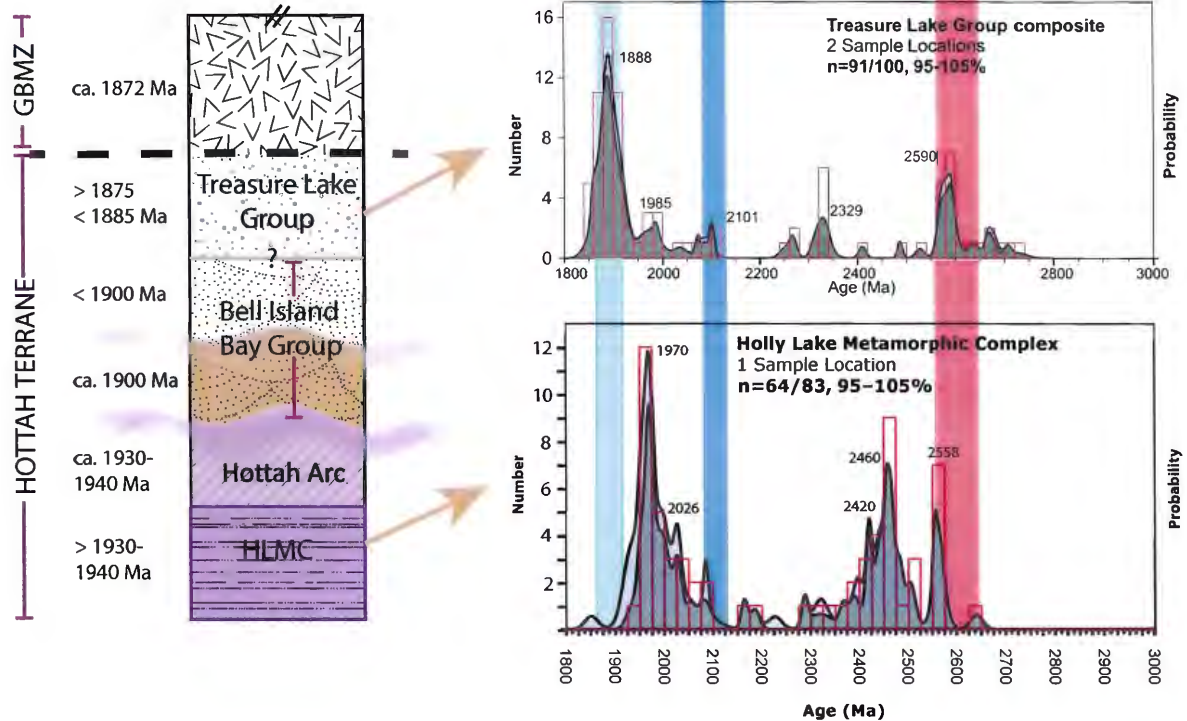 GBMZ
HOTTAH TERRANE
ca. 1872 Ma
> 1875
< 1885 Ma
< 1900 Ma
ca. 1900 Ma
ca. 1930-
1940 Ma
> 1930-
1940 Ma
Treasure Lake
Group
?
Bell Island
Bay Group
Hottah Arc
HLMC
Treasure Lake Group composite
2 Sample Locations
n=91/100, 95-105%
Number
Probability
16
12
8
4
0
1888
1985
2101
2329
2590
1800
2000
2200
2400
2600
2800
3000
Age (Ma)
Holly Lake Metamorphic Complex
1 Sample Location
n=64/83, 95–105%
Number
Probability
12
10
8
6
4
2
1970
2026
2420
2460
2558
1800
1900
2000
2100
2200
2300
2400
2500
2600
2700
2800
2900
3000
Age (Ma)